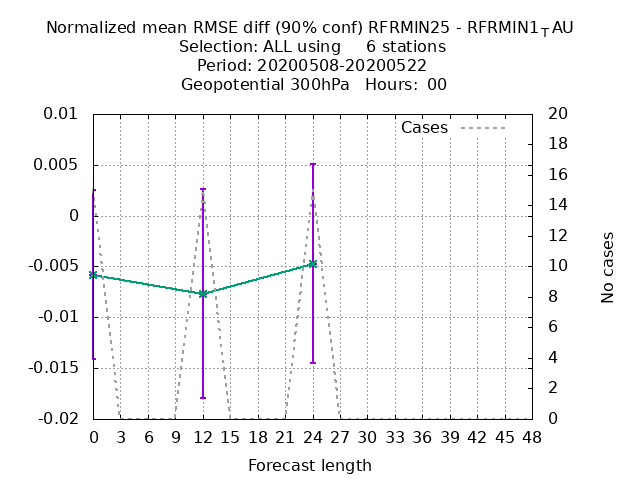 Normalized mean RMSE diff (90% conf) RFRMIN25 - RFRMIN1TAU
Selection: ALL using 6 stations
Period: 20200508-20200522
Geopotential 300hPa Hours: 00
Cases
0.01
0.005
0
-0.005
-0.01
-0.015
-0.02
20
18
16
14
12
10
8
6
4
2
0
No cases
0 3 6 9 12 15 18 21 24 27 30 33 36 39 42 45 48
Forecast length